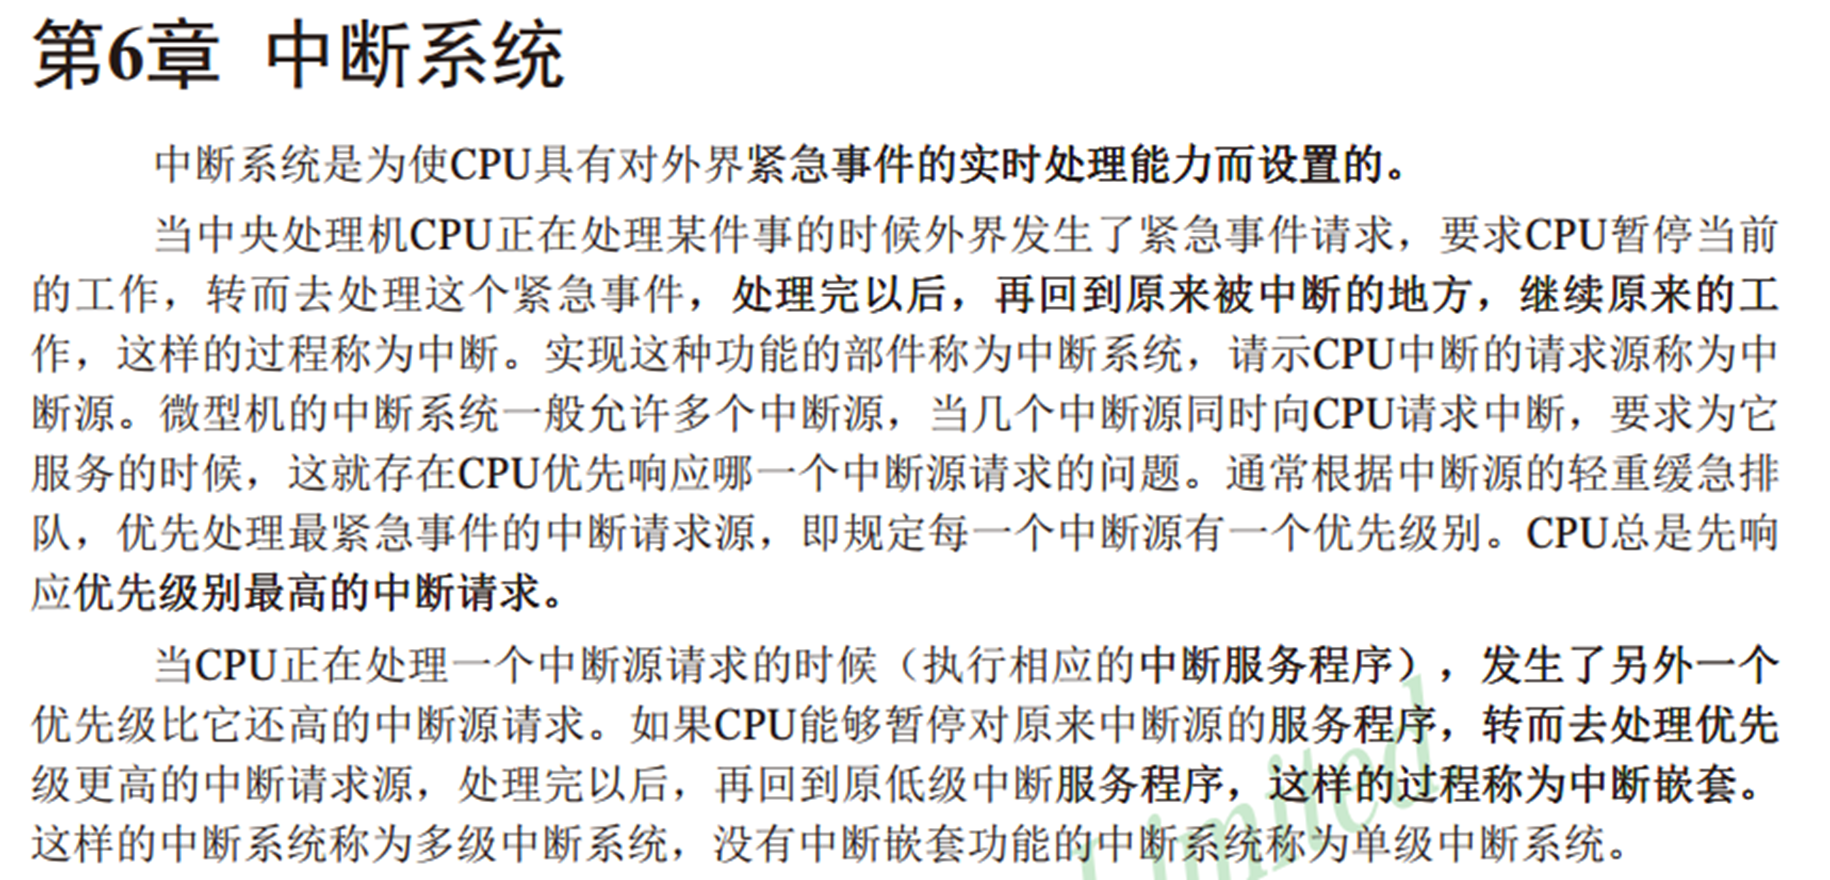 第6章 中断系统
中断系统是为使CPU具有对外界紧急事件的实时处理能力而设置的。
当中央处理机CPU正在处理某件事的时候外界发生了紧急事件请求，要求CPU暂停当前
的工作，转而去处理这个紧急事件，处理完以后，再回到原来被中断的地方，继续原来的工
作，这样的过程称为中断。实现这种功能的部件称为中断系统，请示CPU中断的请求源称为中
断源。微型机的中断系统一般允许多个中断源，当几个中断源同时向CPU请求中断，要求为它
服务的时候，这就存在CPU优先响应哪一个中断源请求的问题。通常根据中断源的轻重缓急排
队，优先处理最紧急事件的中断请求源，即规定每一个中断源有一个优先级别。CPU总是先响
应优先级别最高的中断请求。
当CPU正在处理一个中断源请求的时候（执行相应的中断服务程序），发生了另外一个
优先级比它还高的中断源请求。如果CPU能够暂停对原来中断源的服务程序，转而去处理优先
级更高的中断请求源，处理完以后，再回到原低级中断服务程序，这样的过程称为中断嵌套。
这样的中断系统称为多级中断系统，没有中断嵌套功能的中断系统称为单级中断系统。
Limited